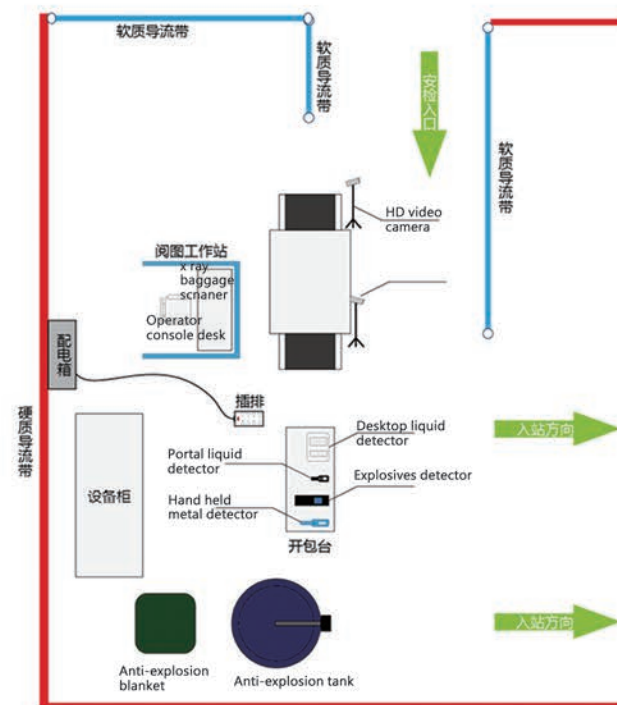 软质导流带
软质导流带
安检入口
软质导流带
HD video
camera
阅图工作站
x ray
baggage
scnaner
Operator
console desk
配电箱
插排
硬质导流带
设备柜
Desktop liquid
detector
入站方向
Portal liquid
detector
Explosives detector
Hand held
metal detector
开包台
入站方向
Anti-explosion
blanket
Anti-explosion tank